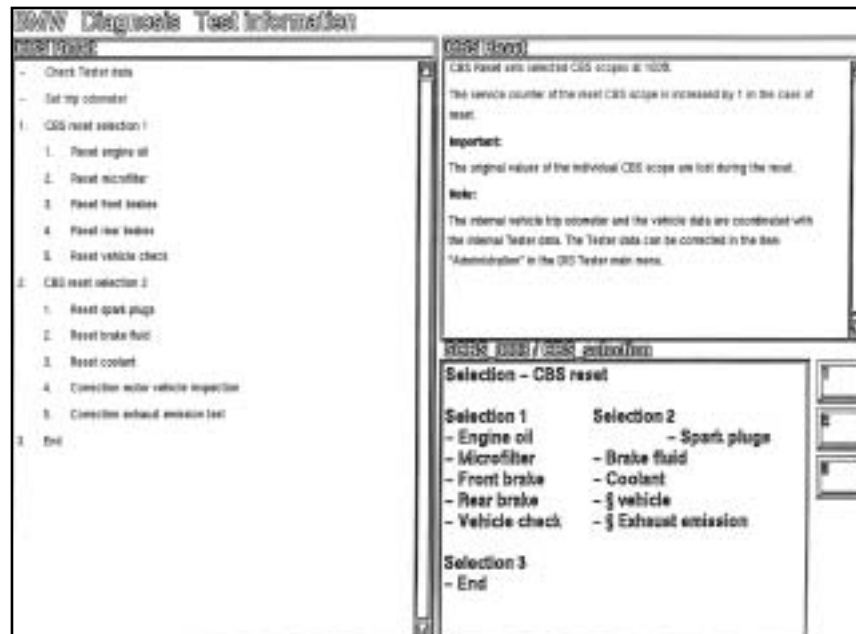 BMW Diagnosis Test information
CBS Reset
- Check Tester data
- Set trip odometer
1. CBS reset selection 1
1. Reset engine oil
2. Reset microfilter
3. Reset front brakes
4. Reset rear brakes
5. Reset vehicle check
2. CBS reset selection 2
1. Reset spark plugs
2. Reset brake fluid
3. Reset coolant
4. Correction motor vehicle inspection
5. Correction exhaust emission test
3. End
CBS Reset
CBS Reset sets selected CBS scopes at 100%.
The service counter of the reset CBS scope is increased by 1 in the case of
reset.
Important:
The original values of the individual CBS scope are lost during the reset.
Note:
The internal vehicle trip odometer and the vehicle data are coordinated with
the internal Tester data. The Tester data can be corrected in the item
"Administration" in the DIS Tester main menu.
/ CBS_selection
Selection - CBS reset
Selection 1 Selection 2
- Engine oil - Spark plugs
- Microfilter - Brake fluid
- Front brake - Coolant
- Rear brake - § vehicle
- Vehicle check - § Exhaust emission
Selection 3
- End